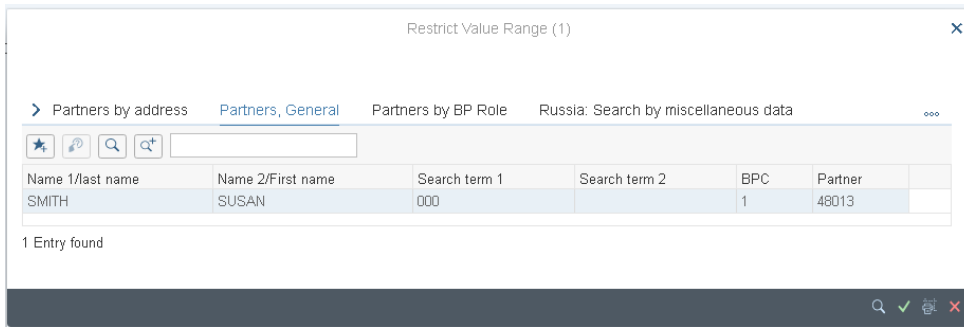 Restrict Value Range (1)
Partners by address Partners, General Partners by BP Role Russia: Search by miscellaneous data
Name 1/last name Name 2/First name Search term 1 Search term 2 BPC Partner
SMITH SUSAN 000 1 48013
1 Entry found